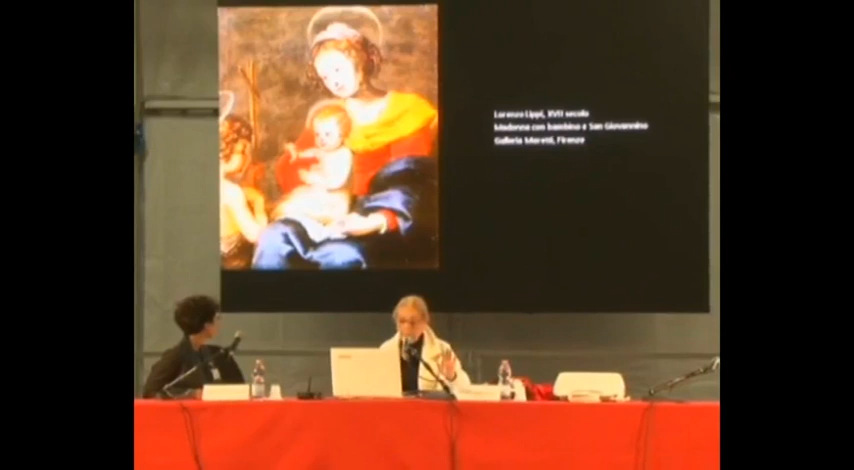 Lorenzo Lippi, XVII secolo
Madonna con bambino e San Giovannino
Galleria Moretti, Firenze